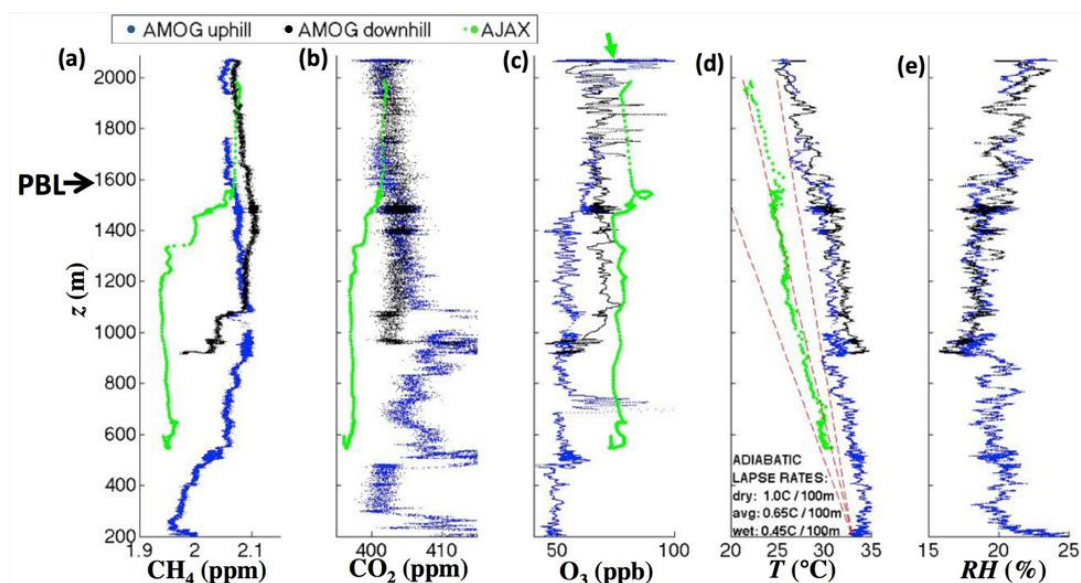 AMOG uphill AMOG downhill AJAX
(a) (b) (c) (d) (e)
2000
1800
PBL→ 1600
1400
1200
1000
800
600
400
200
z (m)
ADIABATIC
LAPSE RATES:
dry: 1.0C / 100m
avg: 0.65C / 100m
wet: 0.45C / 100m
1.9 2 2.1 400 410 50 100 20 25 30 35 15 20 25
CH₄ (ppm) CO₂ (ppm) O₃ (ppb) T (°C) RH (%)